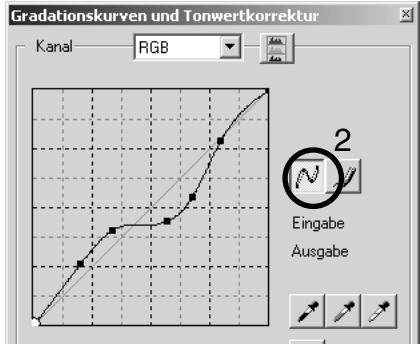 Gradationskurven und Tonwertkorrektur
Kanal RGB
2
Eingabe
Ausgabe